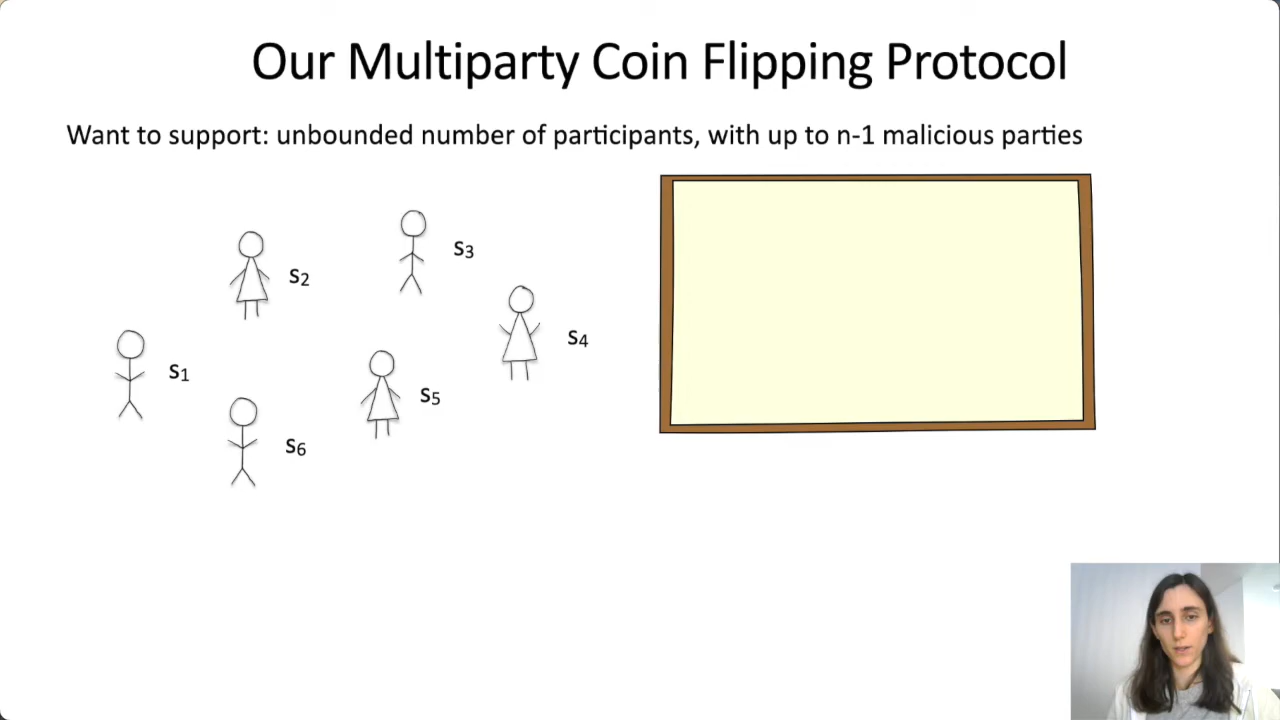 Our Multiparty Coin Flipping Protocol
Want to support: unbounded number of participants, with up to n-1 malicious parties
s3
s2
s4
s1
s5
s6